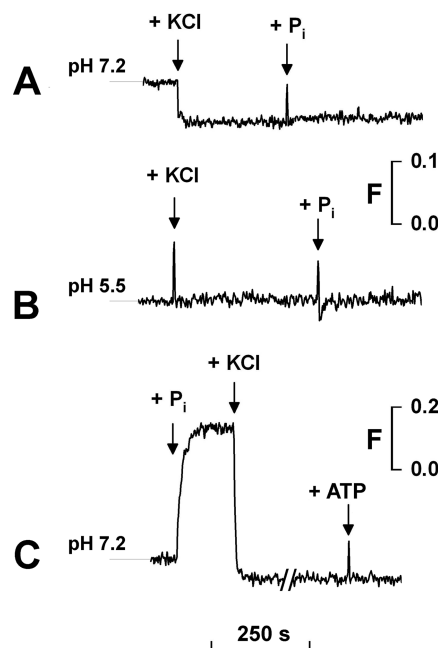 + KCl + Pi
pH 7.2
A
0.1
F
0.0
+ KCl
+ Pi
pH 5.5
B
+ KCl
+ Pi
0.2
F
0.0
+ ATP
pH 7.2
C
250 s